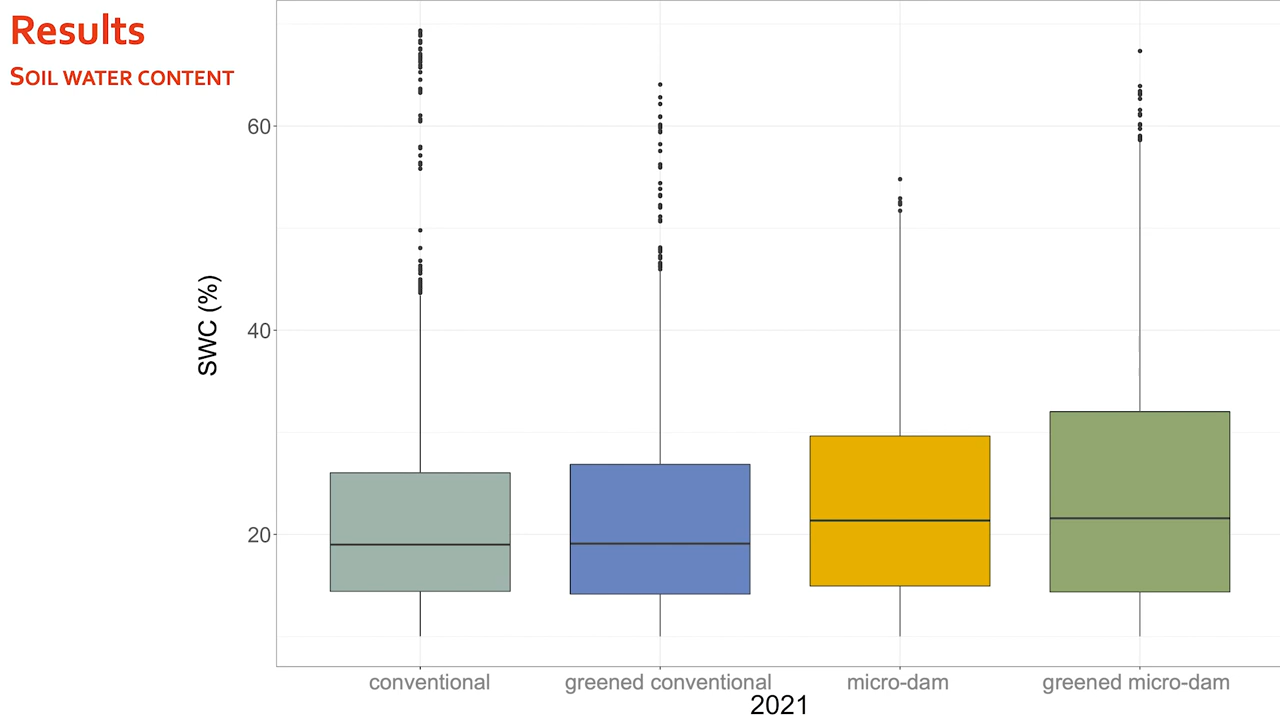 Results
SOIL WATER CONTENT
60
40
20
SWC (%)
conventional
greened conventional
micro-dam
greened micro-dam
2021